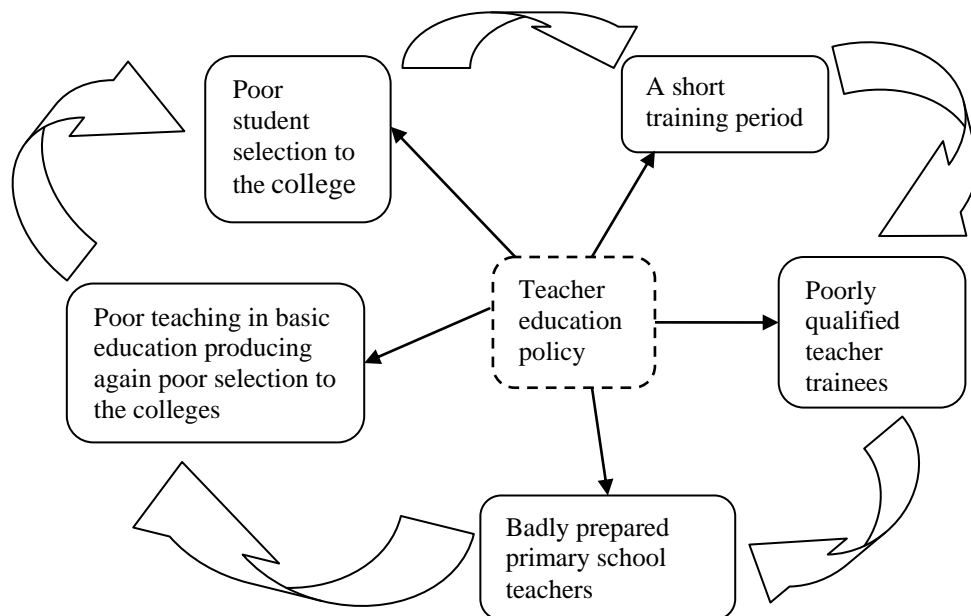 Poor
student
selection to
the college
A short
training period
Teacher
education
policy
Poorly
qualified
teacher
trainees
Poor teaching in basic
education producing
again poor selection to
the colleges
Badly prepared
primary school
teachers